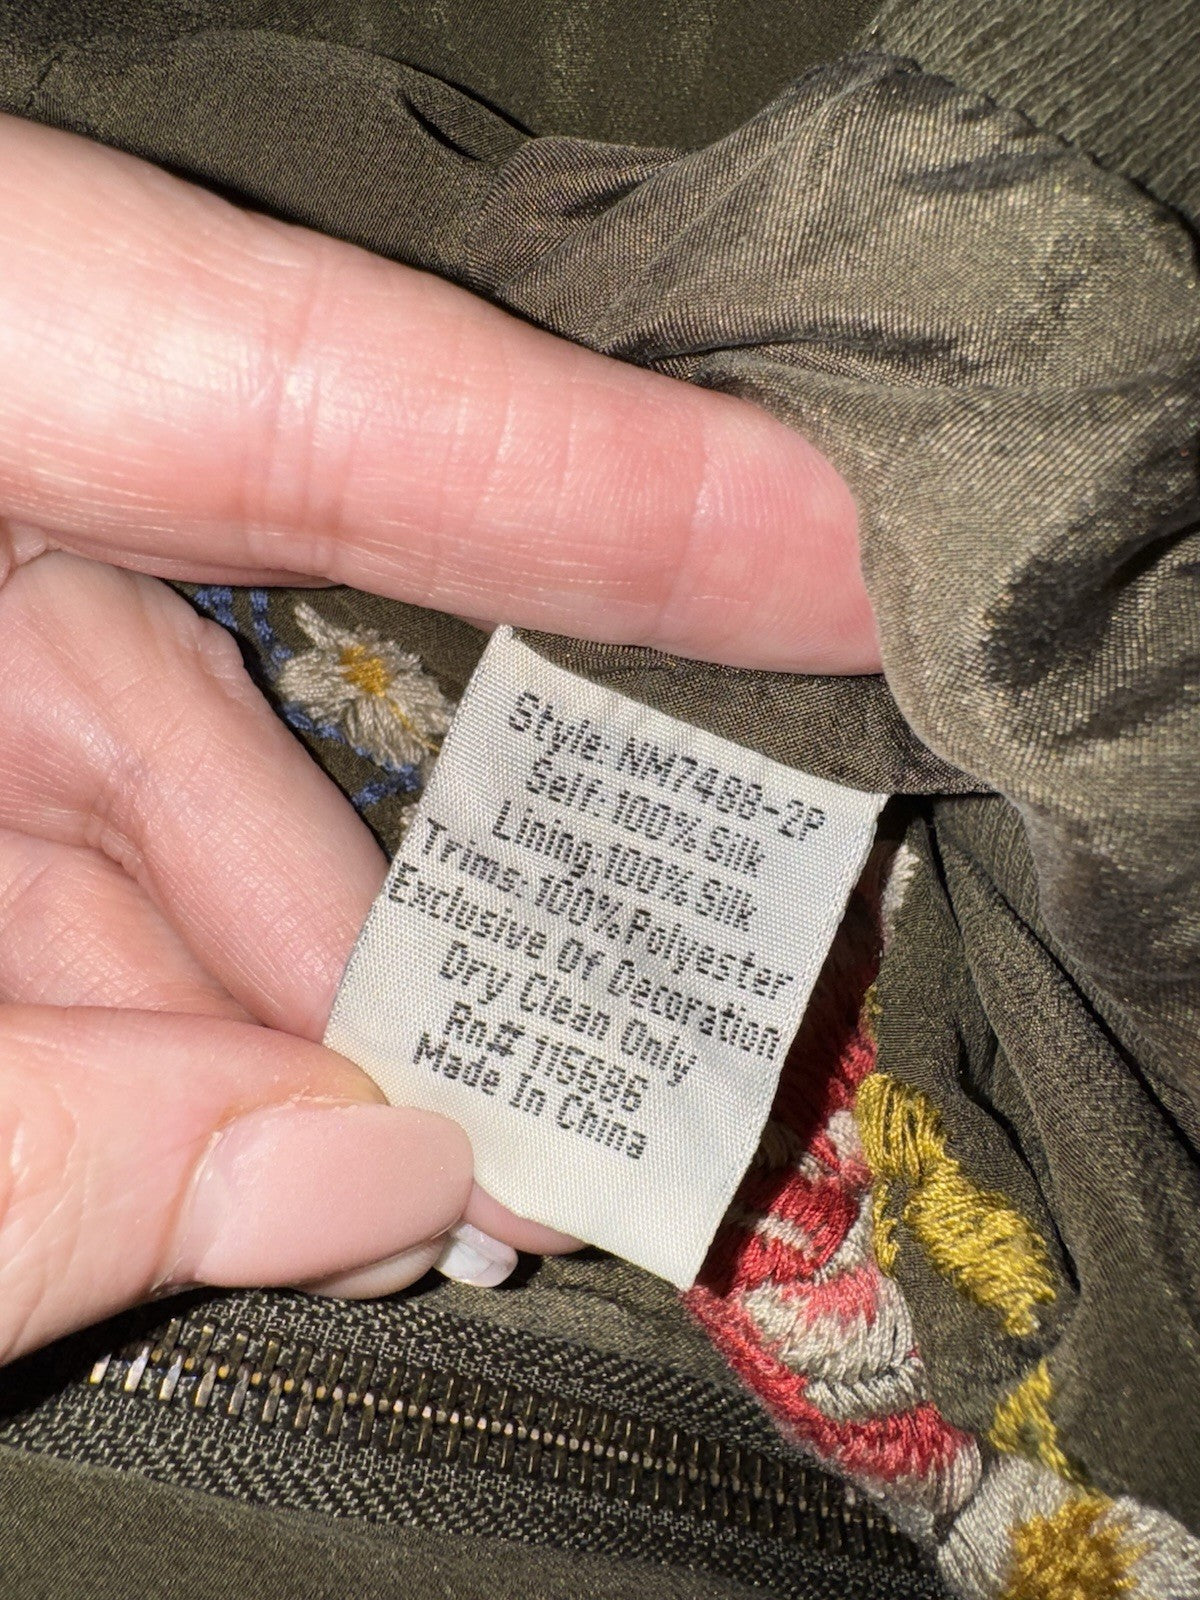 Style: NM7488-2P
Self: 100% Silk
Lining: 100% Silk
Trims: 100% Polyester
Exclusive Of Decoration
Dry Clean Only
Rn# 115686
Made In China